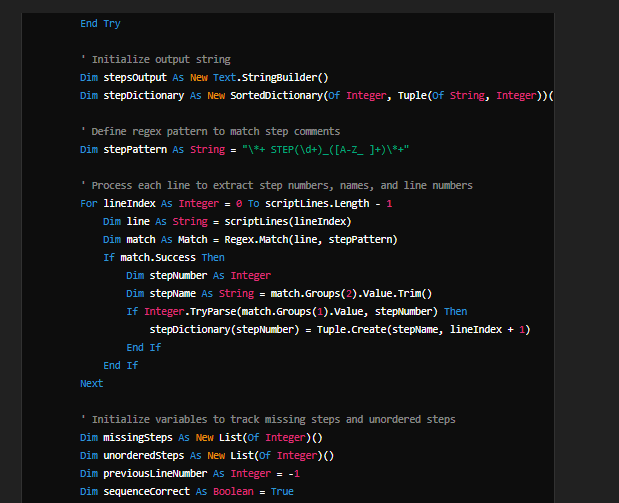 End Try
' Initialize output string
Dim stepsOutput As New Text.StringBuilder()
Dim stepDictionary As New SortedDictionary(Of Integer, Tuple(Of String, Integer))(
' Define regex pattern to match step comments
Dim stepPattern As String = "\*+ STEP(\d+)_([A-Z_ ]+)\*+"
' Process each line to extract step numbers, names, and line numbers
For lineIndex As Integer = 0 To scriptLines.Length - 1
Dim line As String = scriptLines(lineIndex)
Dim match As Match = Regex.Match(line, stepPattern)
If match.Success Then
Dim stepNumber As Integer
Dim stepName As String = match.Groups(2).Value.Trim()
If Integer.TryParse(match.Groups(1).Value, stepNumber) Then
stepDictionary(stepNumber) = Tuple.Create(stepName, lineIndex + 1)
End If
End If
Next
' Initialize variables to track missing steps and unordered steps
Dim missingSteps As New List(Of Integer)()
Dim unorderedSteps As New List(Of Integer)()
Dim previousLineNumber As Integer = -1
Dim sequenceCorrect As Boolean = True